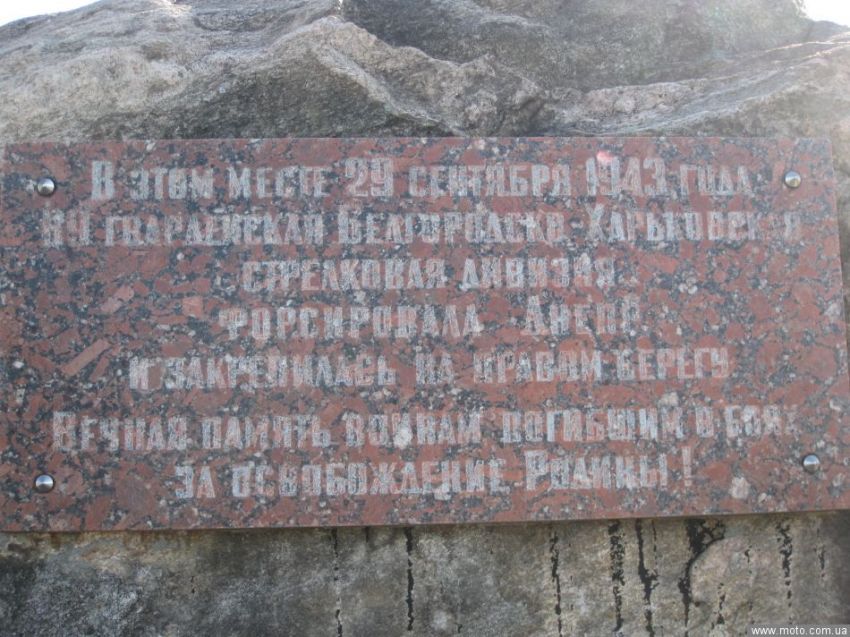 В ЭТОМ МЕСТЕ 29 СЕНТЯБРЯ 1943 ГОДА
89 ГВАРДЕЙСКАЯ БЕЛГОРОДСКО-ХАРЬКОВСКАЯ
СТРЕЛКОВАЯ ДИВИЗИЯ
ФОРСИРОВАЛА ДНЕПР
И ЗАКРЕПИЛАСЬ НА ПРАВОМ БЕРЕГУ
ВЕЧНАЯ ПАМЯТЬ ВОИНАМ ПОГИБШИМ В БОЯХ
ЗА ОСВОБОЖДЕНИЕ РОДИНЫ!
www.moto.com.ua